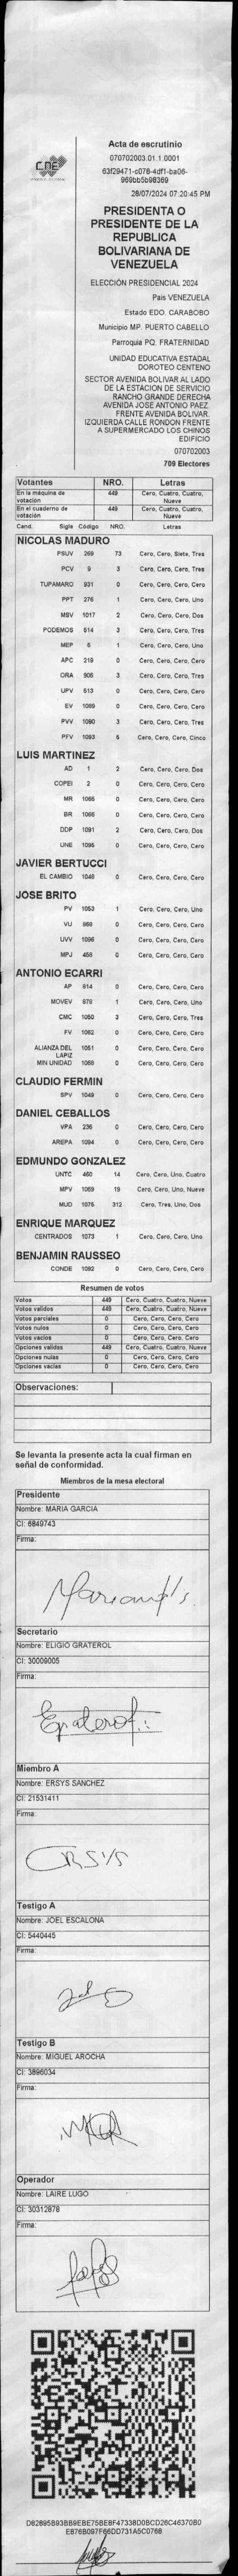 CNE
Acta de escrutinio
070702003.01.1.0001
63f29471-c078-4df1-ba06-
969bb5b98369
28/07/2024 07:20:45 PM
PRESIDENTA O
PRESIDENTE DE LA
REPUBLICA
BOLIVARIANA DE
VENEZUELA
ELECCIÓN PRESIDENCIAL 2024
Pais VENEZUELA
Estado EDO. CARABOBO
Municipio MP. PUERTO CABELLO
Parroquia PQ. FRATERNIDAD
UNIDAD EDUCATIVA ESTADAL
DOROTEO CENTENO
SECTOR AVENIDA BOLIVAR AL LADO
DE LA ESTACION DE SERVICIO
RANCHO GRANDE DERECHA
AVENIDA JOSE ANTONIO PAEZ.
FRENTE AVENIDA BOLIVAR.
IZQUIERDA CALLE RONDON FRENTE
A SUPERMERCADO LOS CHINOS
EDIFICIO
070702003
709 Electores
Votantes NRO. Letras
En la máquina de votación 449 Cero, Cuatro, Cuatro, Nueve
En el cuaderno de votación 449 Cero, Cuatro, Cuatro, Nueve
Cand. Sigla Código NRO. Letras
NICOLAS MADURO
PSUV 269 73 Cero, Cero, Siete, Tres
PCV 9 3 Cero, Cero, Cero, Tres
TUPAMARO 931 0 Cero, Cero, Cero, Cero
PPT 276 1 Cero, Cero, Cero, Uno
MSV 1017 2 Cero, Cero, Cero, Dos
PODEMOS 514 3 Cero, Cero, Cero, Tres
MEP 6 1 Cero, Cero, Cero, Uno
APC 219 0 Cero, Cero, Cero, Cero
ORA 906 3 Cero, Cero, Cero, Tres
UPV 513 0 Cero, Cero, Cero, Cero
EV 1089 0 Cero, Cero, Cero, Cero
PVV 1090 3 Cero, Cero, Cero, Tres
PFV 1093 5 Cero, Cero, Cero, Cinco
LUIS MARTINEZ
AD 1 2 Cero, Cero, Cero, Dos
COPEI 2 0 Cero, Cero, Cero, Cero
MR 1065 0 Cero, Cero, Cero, Cero
BR 1066 0 Cero, Cero, Cero, Cero
DDP 1091 2 Cero, Cero, Cero, Dos
UNE 1095 0 Cero, Cero, Cero, Cero
JAVIER BERTUCCI
EL CAMBIO 1048 0 Cero, Cero, Cero, Cero
JOSE BRITO
PV 1053 1 Cero, Cero, Cero, Uno
VU 868 0 Cero, Cero, Cero, Cero
UVV 1096 0 Cero, Cero, Cero, Cero
MPJ 458 0 Cero, Cero, Cero, Cero
ANTONIO ECARRI
AP 814 0 Cero, Cero, Cero, Cero
MOVEV 979 1 Cero, Cero, Cero, Uno
CMC 1050 3 Cero, Cero, Cero, Tres
FV 1062 0 Cero, Cero, Cero, Cero
ALIANZA DEL LAPIZ 1051 0 Cero, Cero, Cero, Cero
MIN UNIDAD 1068 0 Cero, Cero, Cero, Cero
CLAUDIO FERMIN
SPV 1049 0 Cero, Cero, Cero, Cero
DANIEL CEBALLOS
VPA 236 0 Cero, Cero, Cero, Cero
AREPA 1094 0 Cero, Cero, Cero, Cero
EDMUNDO GONZALEZ
UNTC 460 14 Cero, Cero, Uno, Cuatro
MPV 1069 19 Cero, Cero, Uno, Nueve
MUD 1075 312 Cero, Tres, Uno, Dos
ENRIQUE MARQUEZ
CENTRADOS 1073 1 Cero, Cero, Cero, Uno
BENJAMIN RAUSSEO
CONDE 1092 0 Cero, Cero, Cero, Cero
Resumen de votos
Votos 449 Cero, Cuatro, Cuatro, Nueve
Votos validos 449 Cero, Cuatro, Cuatro, Nueve
Votos parciales 0 Cero, Cero, Cero, Cero
Votos nulos 0 Cero, Cero, Cero, Cero
Votos vacios 0 Cero, Cero, Cero, Cero
Opciones validas 449 Cero, Cuatro, Cuatro, Nueve
Opciones nulas 0 Cero, Cero, Cero, Cero
Opciones vacias 0 Cero, Cero, Cero, Cero
Observaciones:
Se levanta la presente acta la cual firman en
señal de conformidad.
Miembros de la mesa electoral
Presidente
Nombre: MARIA GARCIA
CI: 6849743
Firma:
Secretario
Nombre: ELIGIO GRATEROL
CI: 30009005
Firma:
Graterol
Miembro A
Nombre: ERSYS SANCHEZ
CI: 21531411
Firma:
ERSYS
Testigo A
Nombre: JOEL ESCALONA
CI: 5440445
Firma:
Testigo B
Nombre: MIGUEL AROCHA
CI: 3896034
Firma:
Operador
Nombre: LAIRE LUGO
CI: 30312878
Firma:
D82895B93BB9EBE75BE8F47338D0BCD26C46370B0
E876B097F66DD731A5C0768